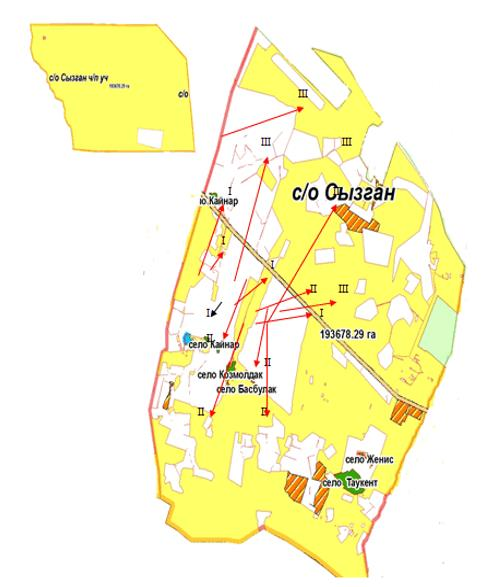 с/о Сызган ч/п уч
193678.29 га
с/о
III
III
III
с/о Сызган
I
ю Кайнар
I
I
II
III
I
I
193678.29 га
II
село Кайнар
II
село Козмолдак
село Басбулак
II
село Женис
село Таукент